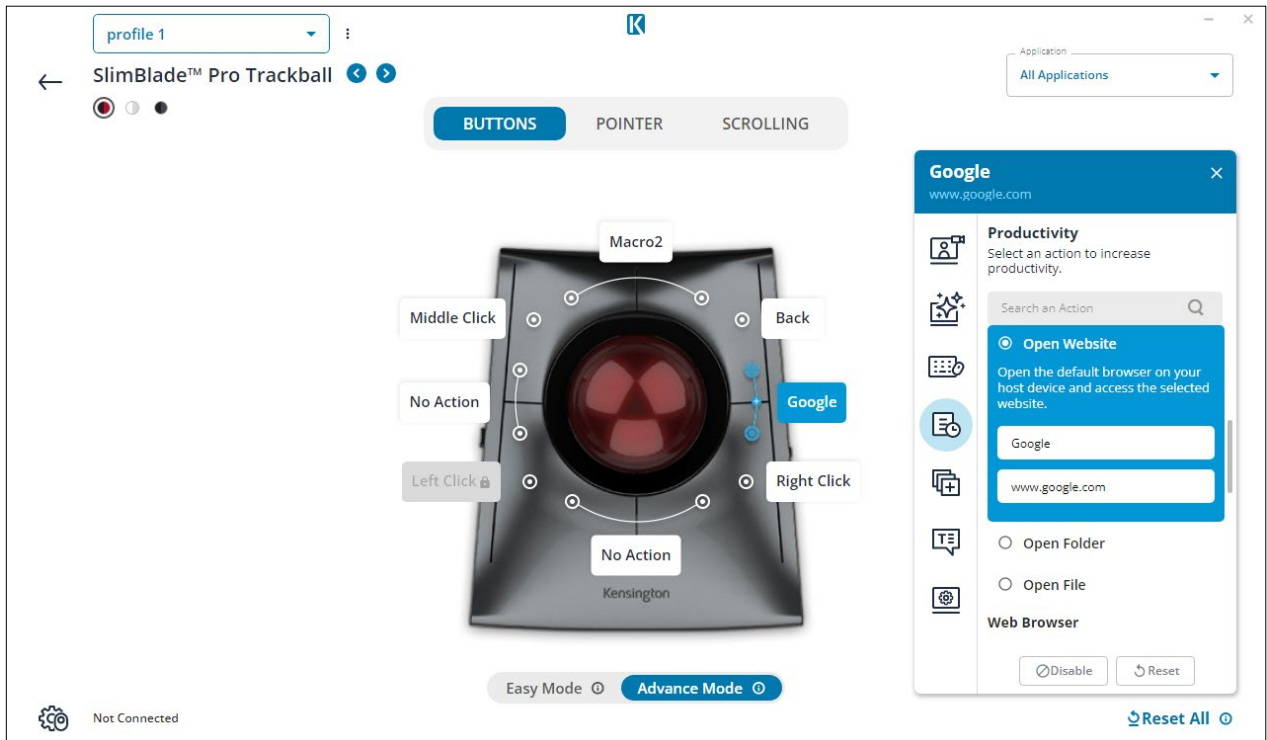 profile 1
SlimBlade™ Pro Trackball
Application
All Applications
BUTTONS
POINTER
SCROLLING
Macro2
Middle Click
Back
No Action
Google
Left Click
Right Click
No Action
Kensington
Easy Mode
Advance Mode
Not Connected
Google
www.google.com
Productivity
Select an action to increase
productivity.
Search an Action
Open Website
Open the default browser on your
host device and access the selected
website.
Google
www.google.com
Open Folder
Open File
Web Browser
Disable
Reset
Reset All